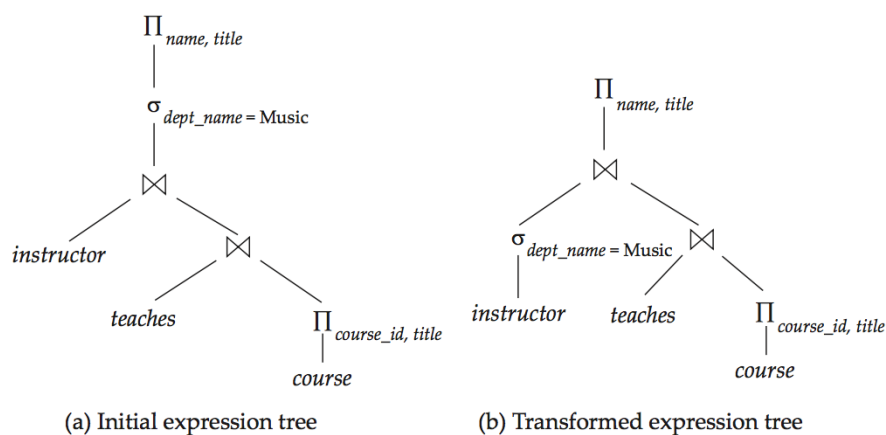 Π name, title
σ dept_name = Music
⋈
instructor
⋈
teaches
Π course_id, title
course
(a) Initial expression tree
Π name, title
⋈
σ dept_name = Music
⋈
instructor
teaches
Π course_id, title
course
(b) Transformed expression tree